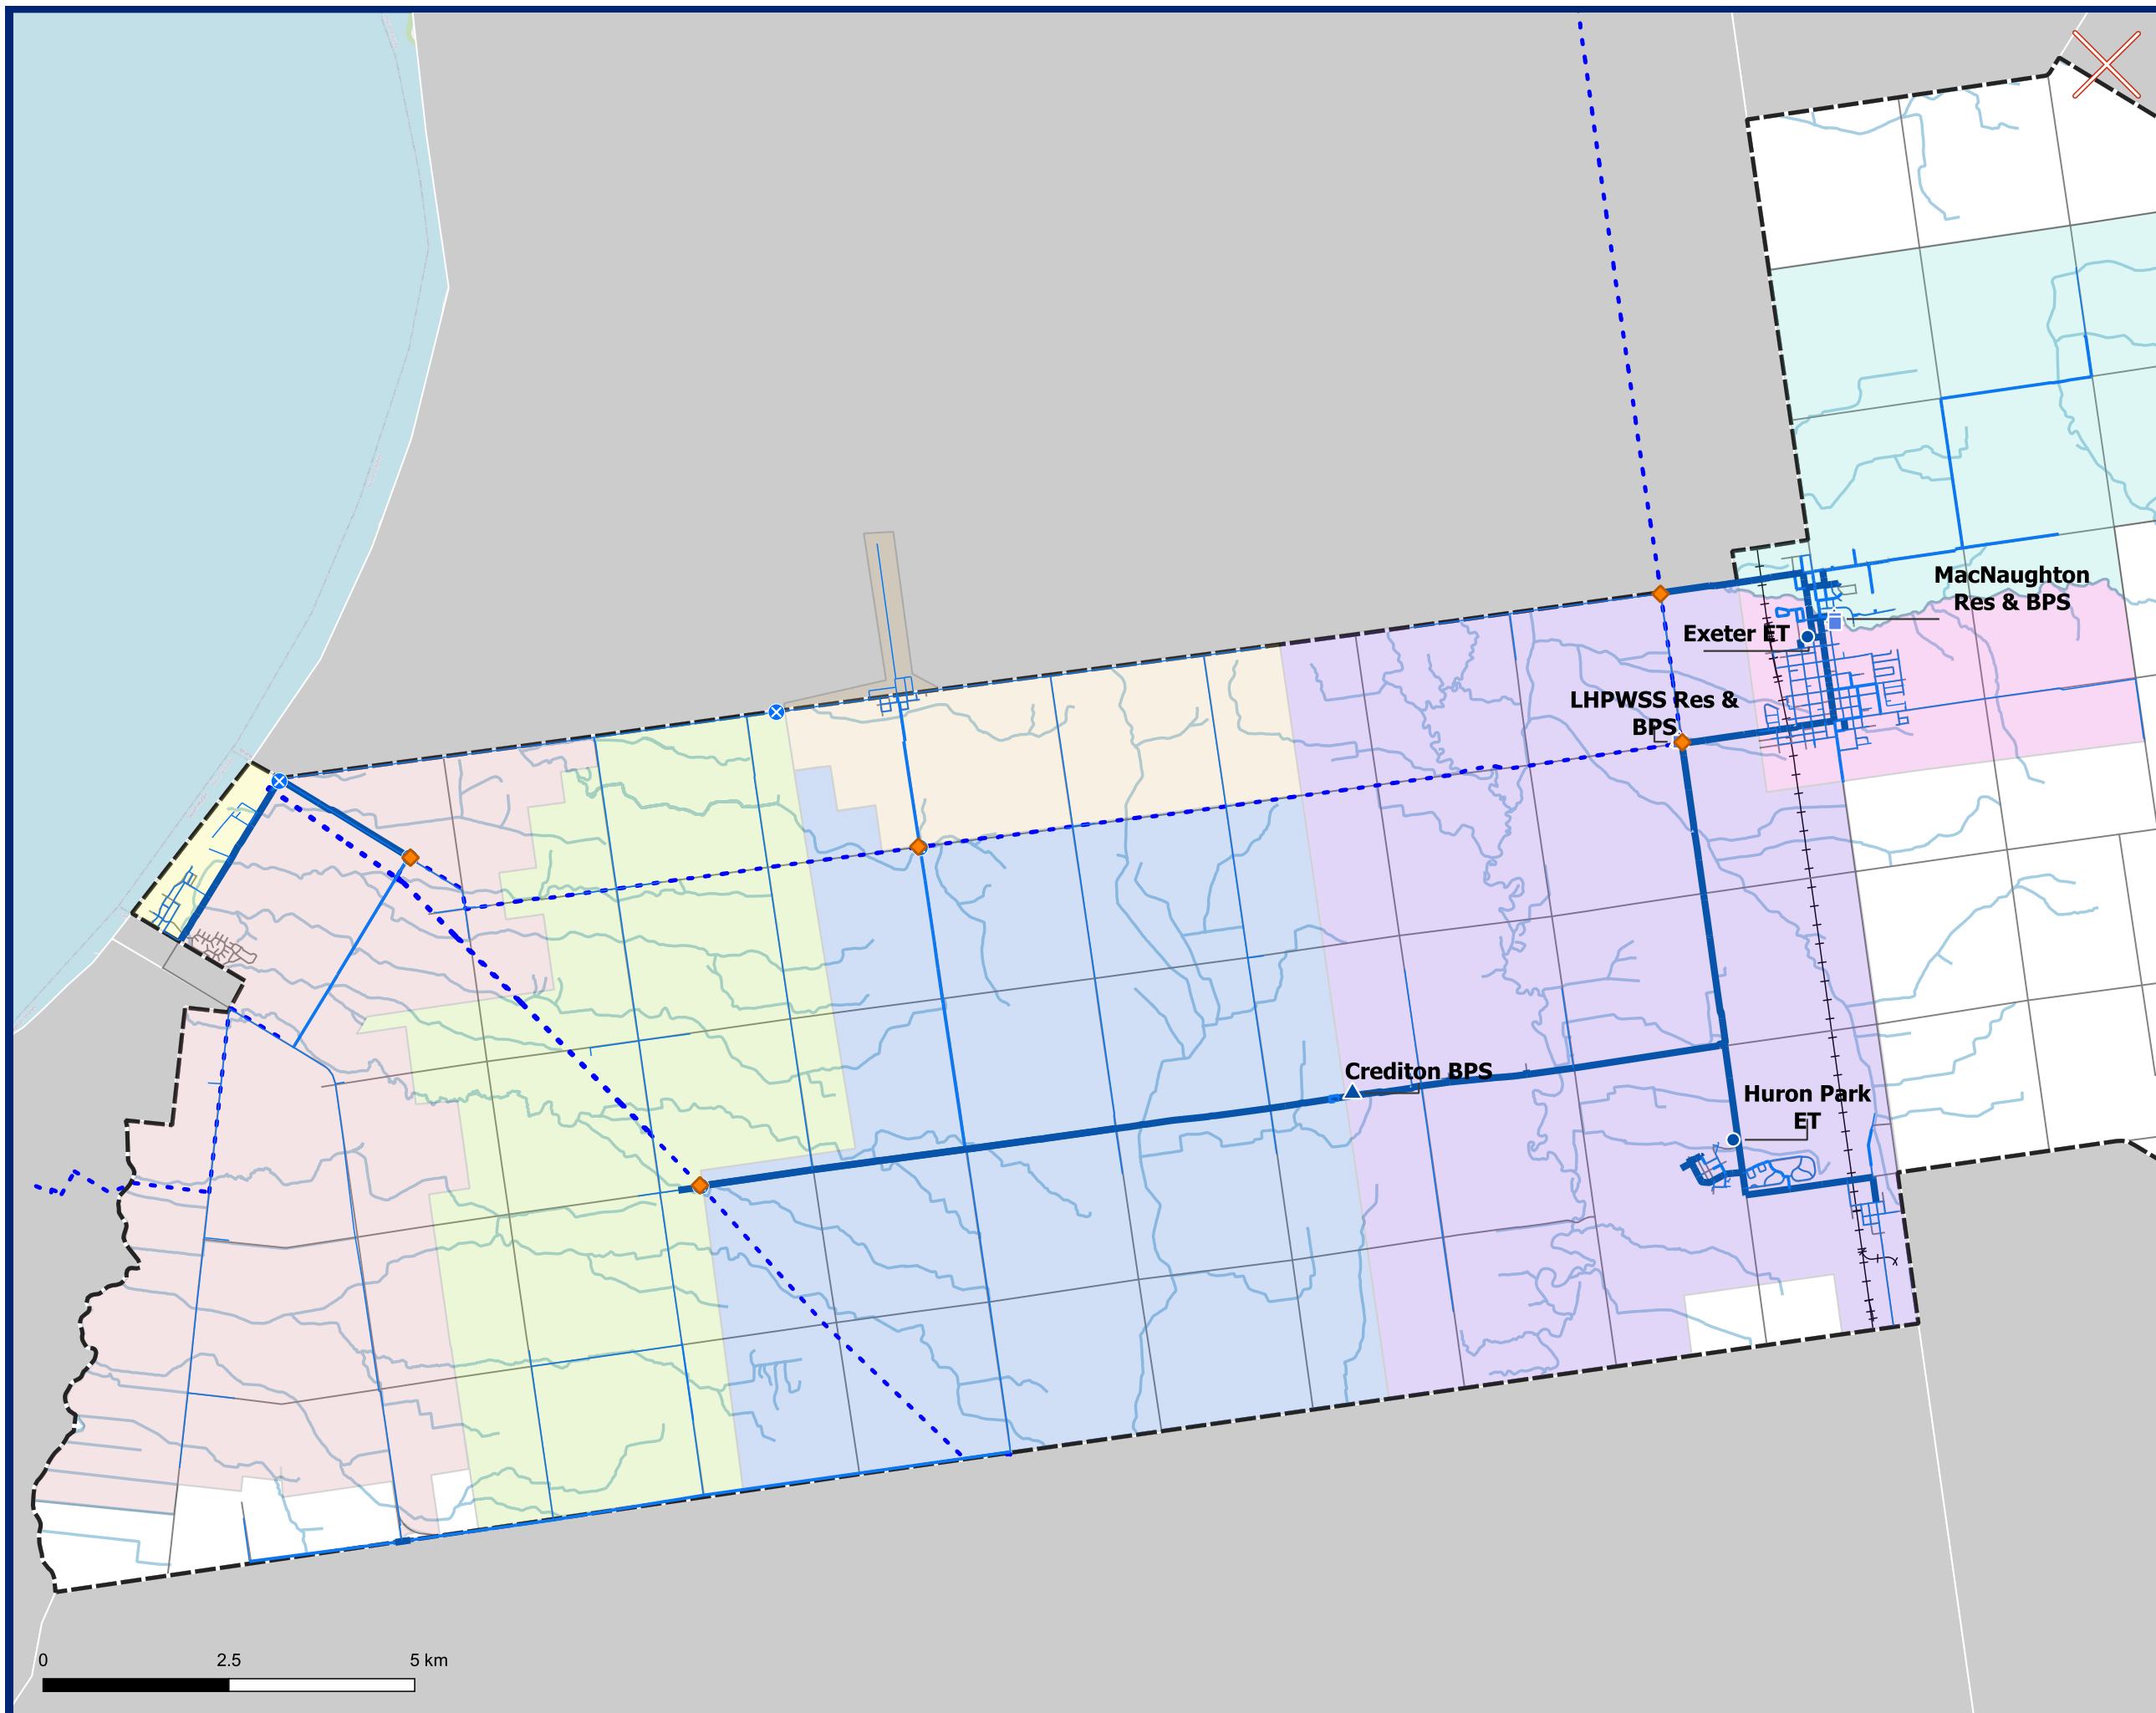 MacNaughton
Res & BPS
Exeter ET
LHPWSS Res &
BPS
Crediton BPS
Huron Park
ET
0 2.5 5 km